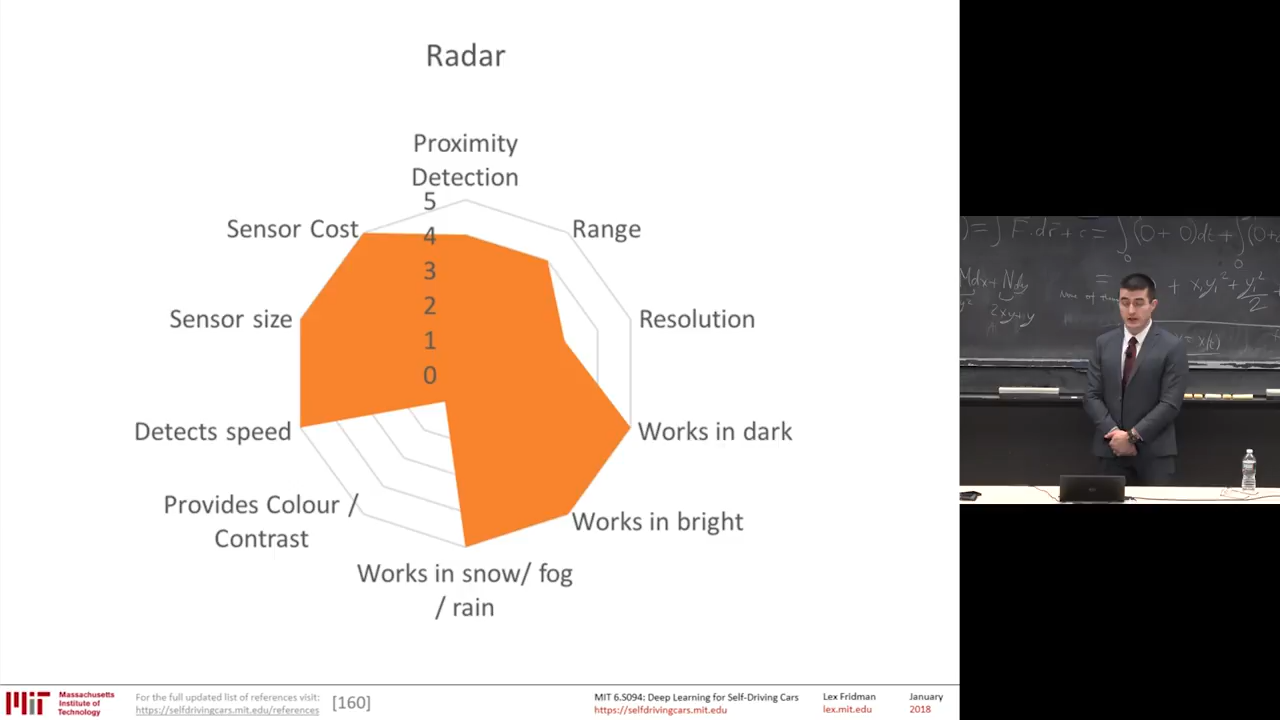 Radar
Proximity
Detection
5
4
3
2
1
0
Range
Resolution
Works in dark
Works in bright
Works in snow/ fog
/ rain
Provides Colour /
Contrast
Detects speed
Sensor size
Sensor Cost
Massachusetts
Institute of
Technology
For the full updated list of references visit:
https://selfdrivingcars.mit.edu/references
[160]
MIT 6.S094: Deep Learning for Self-Driving Cars
https://selfdrivingcars.mit.edu
Lex Fridman
lex.mit.edu
January
2018